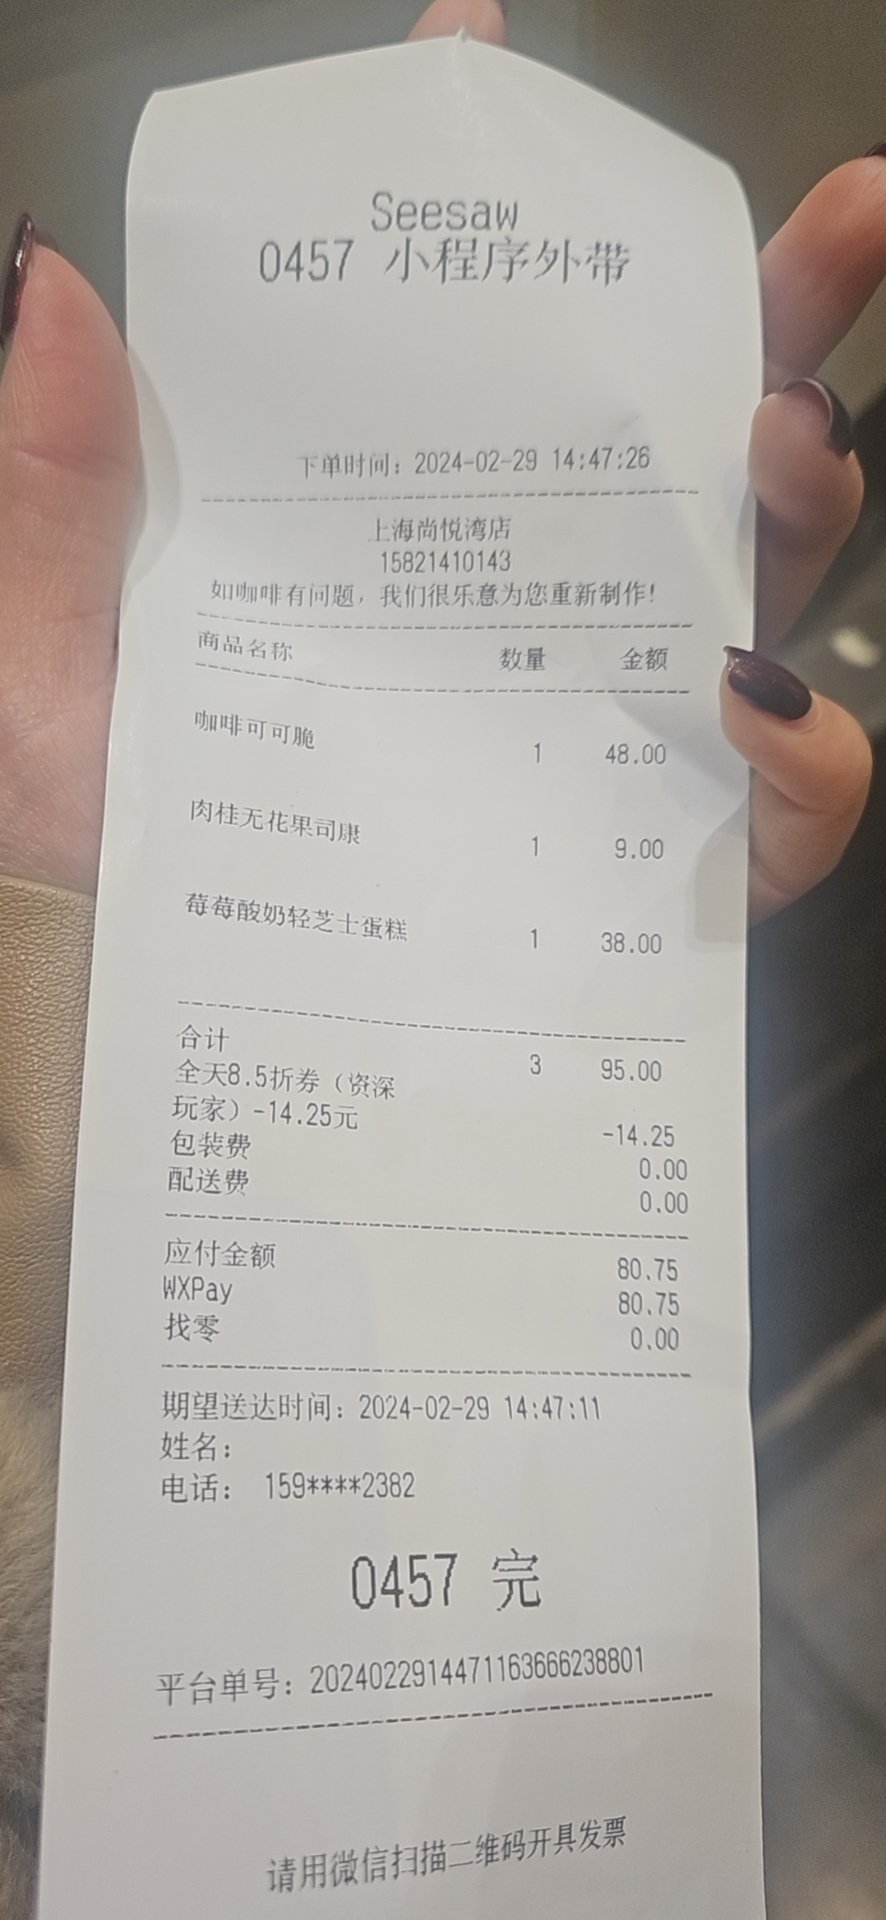 Seesaw
0457 小程序外带
下单时间：2024-02-29 14:47:26
上海尚悦湾店
15821410143
如咖啡有问题，我们很乐意为您重新制作！
商品名称 数量 金额
咖啡可可脆 1 48.00
肉桂无花果司康 1 9.00
莓莓酸奶轻芝士蛋糕 1 38.00
合计 3 95.00
全天8.5折券（资深
玩家）-14.25元 -14.25
包装费 0.00
配送费 0.00
应付金额 80.75
WXPay 80.75
找零 0.00
期望送达时间：2024-02-29 14:47:11
姓名：
电话： 159****2382
0457 完
平台单号：20240229144711636662388​01
请用微信扫描二维码开具发票